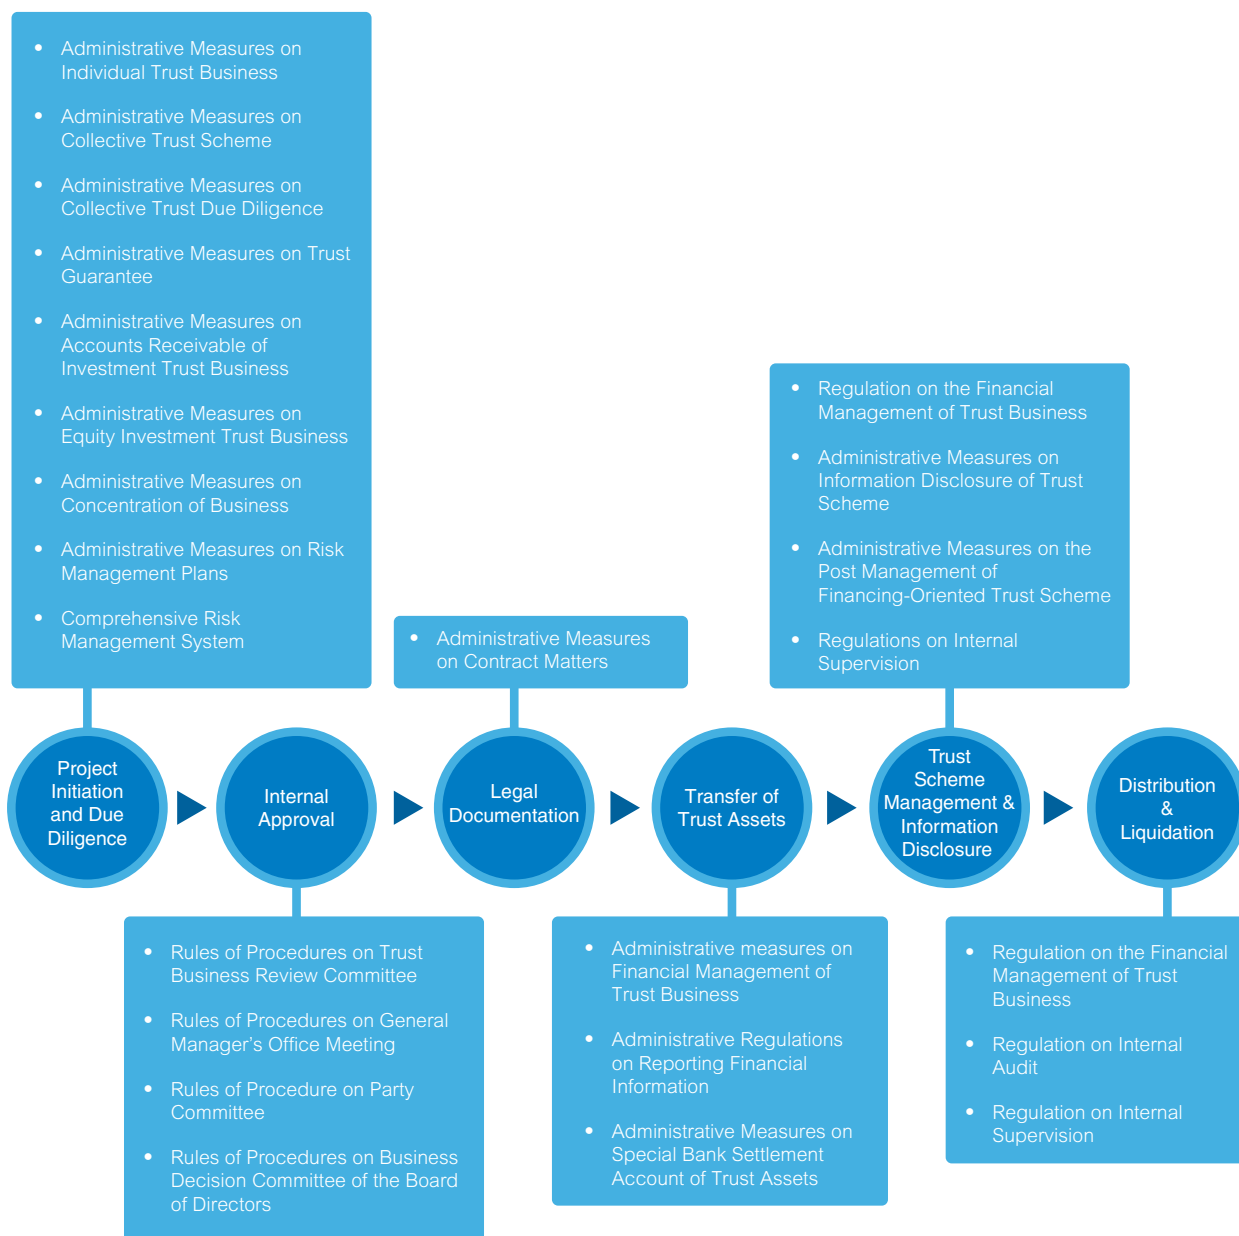 • Administrative Measures on
Individual Trust Business
• Administrative Measures on
Collective Trust Scheme
• Administrative Measures on
Collective Trust Due Diligence
• Administrative Measures on Trust
Guarantee
• Administrative Measures on
Accounts Receivable of
Investment Trust Business
• Administrative Measures on
Equity Investment Trust Business
• Administrative Measures on
Concentration of Business
• Administrative Measures on Risk
Management Plans
• Comprehensive Risk
Management System
• Administrative Measures
on Contract Matters
• Regulation on the Financial
Management of Trust Business
• Administrative Measures on
Information Disclosure of Trust
Scheme
• Administrative Measures on the
Post Management of
Financing-Oriented Trust Scheme
• Regulations on Internal
Supervision
Project
Initiation
and Due
Diligence
Internal
Approval
Legal
Documentation
Transfer of
Trust Assets
Trust
Scheme
Management &
Information
Disclosure
Distribution
&
Liquidation
• Rules of Procedures on Trust
Business Review Committee
• Rules of Procedures on General
Manager’s Office Meeting
• Rules of Procedure on Party
Committee
• Rules of Procedures on Business
Decision Committee of the Board
of Directors
• Administrative measures on
Financial Management of
Trust Business
• Administrative Regulations
on Reporting Financial
Information
• Administrative Measures on
Special Bank Settlement
Account of Trust Assets
• Regulation on the Financial
Management of Trust
Business
• Regulation on Internal
Audit
• Regulation on Internal
Supervision